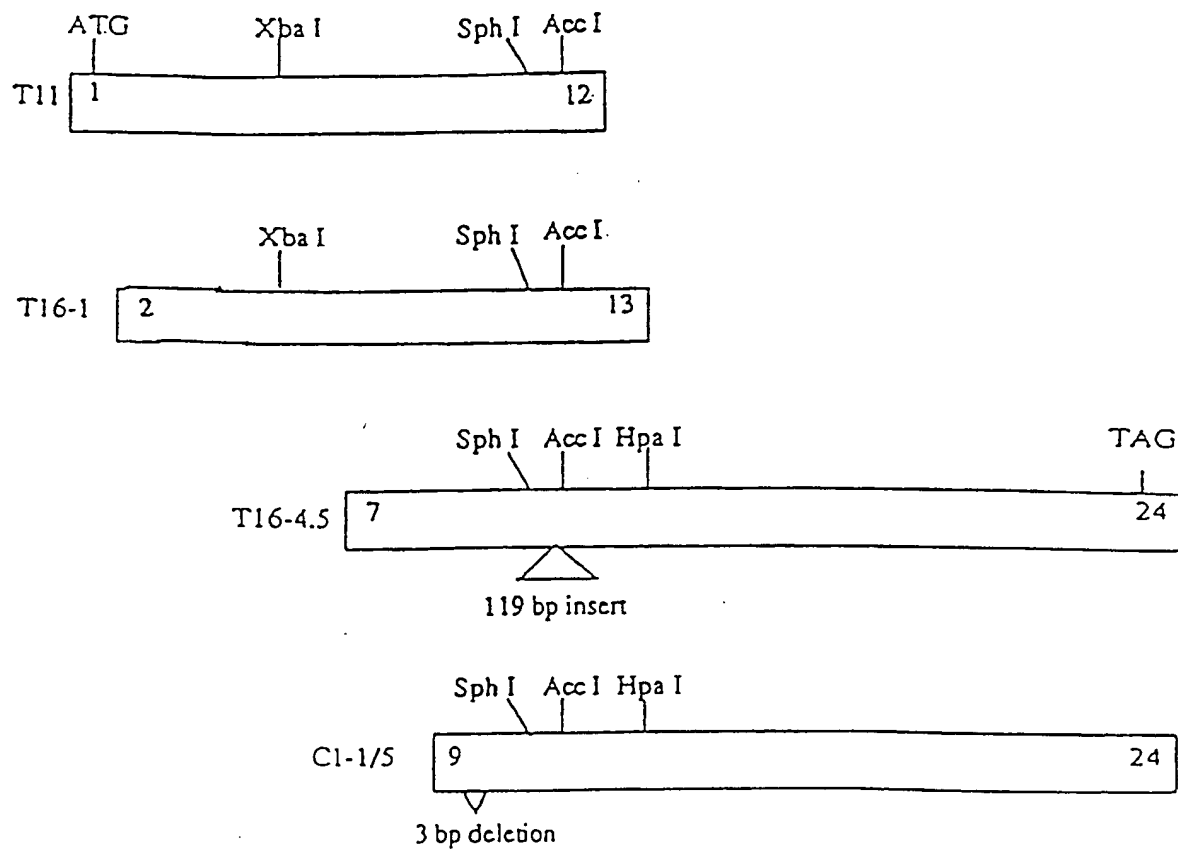 ATG Xba I Sph I Acc I
T11 1 12
Xba I Sph I Acc I
T16-1 2 13
Sph I Acc I Hpa I TAG
T16-4.5 7 24
119 bp insert
Sph I Acc I Hpa I
C1-1/5 9 24
3 bp deletion